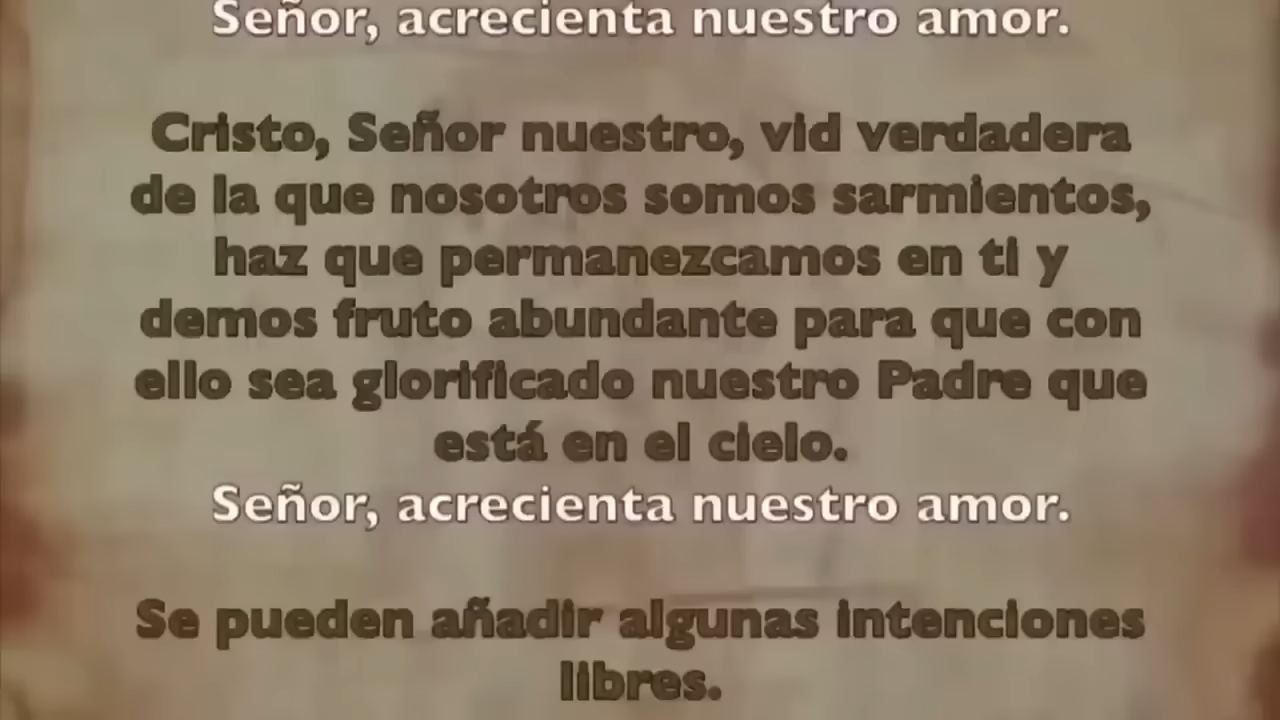 Señor, acrecienta nuestro amor.
Cristo, Señor nuestro, vid verdadera
de la que nosotros somos sarmientos,
haz que permanezcamos en ti y
demos fruto abundante para que con
ello sea glorificado nuestro Padre que
está en el cielo.
Señor, acrecienta nuestro amor.
Se pueden añadir algunas intenciones
libres.